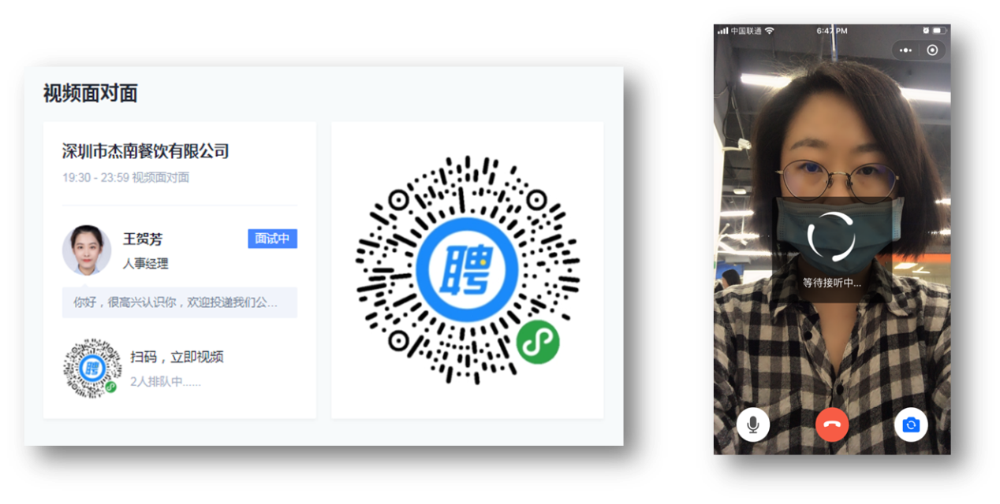 视频面对面
深圳市杰南餐饮有限公司
19:30 - 23:59 视频面对面
王贺芳
面试中
人事经理
你好，很高兴认识你，欢迎投递我们公...
聘
扫码，立即视频
2人排队中......
聘
中国联通
6:47 PM
等待接听中...